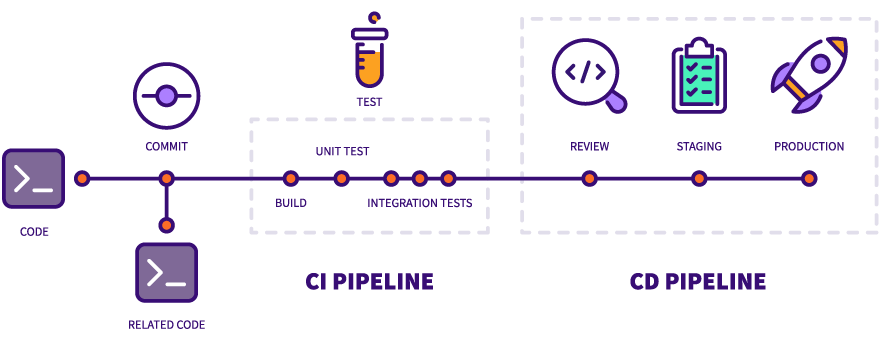 TEST
COMMIT
UNIT TEST
REVIEW
STAGING
PRODUCTION
BUILD
INTEGRATION TESTS
CODE
RELATED CODE
CI PIPELINE
CD PIPELINE